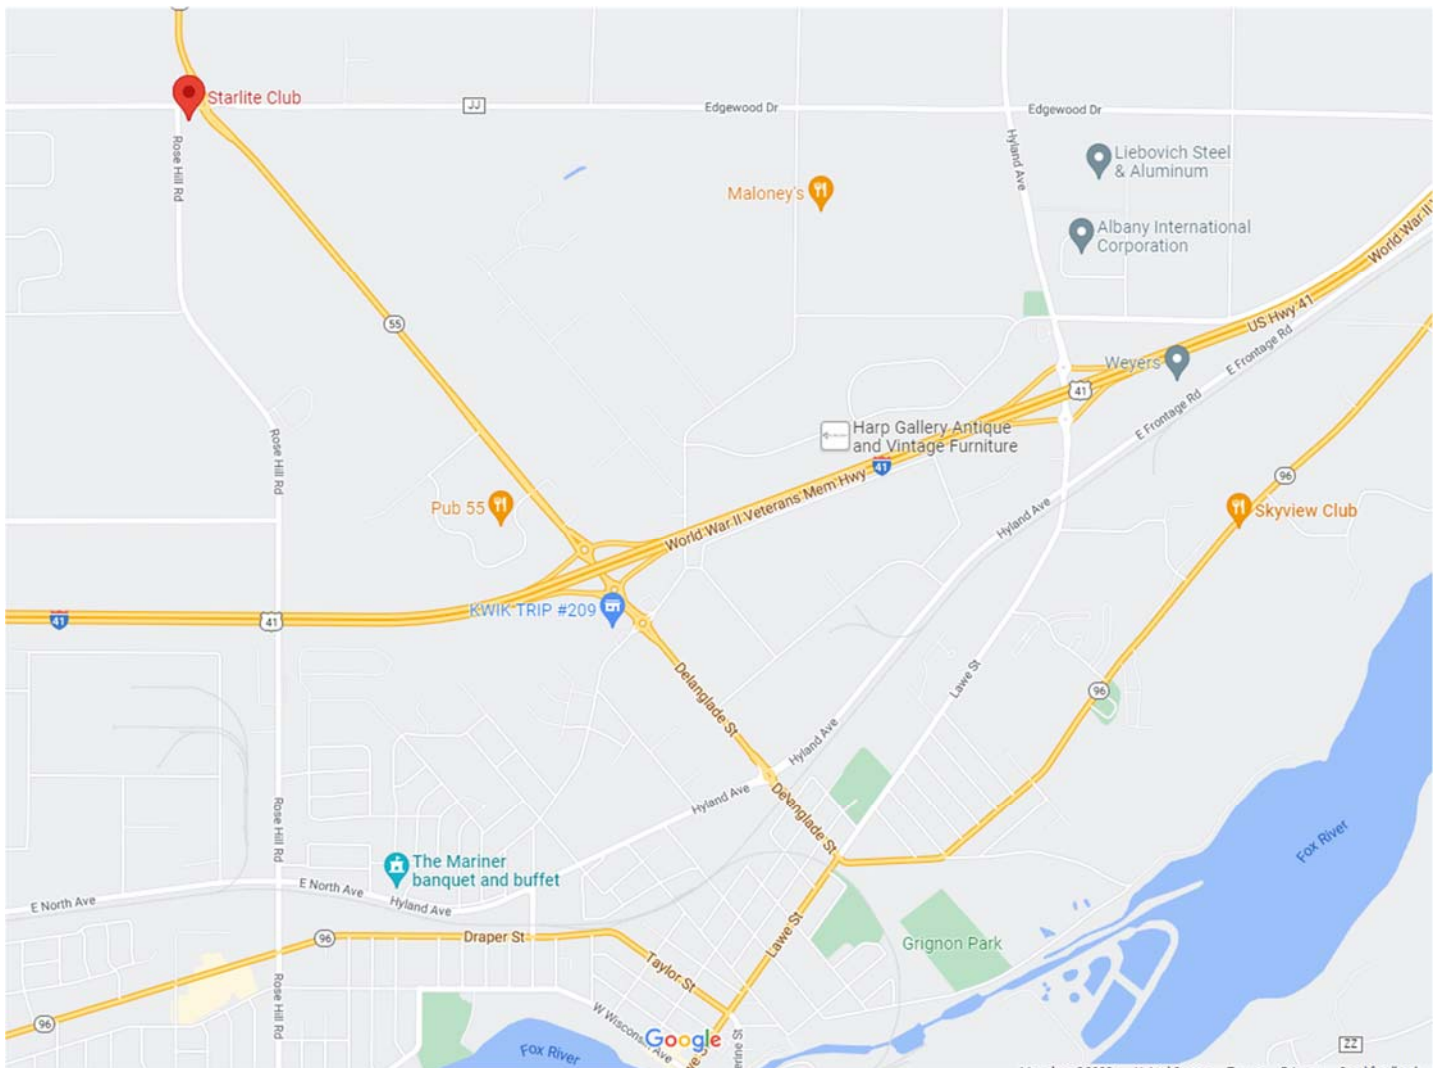 Starlite Club
JJ
Edgewood Dr
Edgewood Dr
Rose Hill Rd
Hyland Ave
Liebovich Steel
& Aluminum
Maloney's
Albany International
Corporation
World War II
US Hwy 41
E Frontage Rd
55
Weyers
41
E Frontage Rd
Harp Gallery Antique
and Vintage Furniture
41
Rose Hill Rd
World War II Veterans Mem Hwy
96
Pub 55
Skyview Club
Hyland Ave
KWIK TRIP #209
41
41
Delanglade St
Lawe St
96
Hyland Ave
Hyland Ave
Delanglade St
Rose Hill Rd
Fox River
The Mariner
banquet and buffet
E North Ave
E North Ave
Hyland Ave
96
Draper St
Lawe St
Grignon Park
Taylor St
Rose Hill Rd
96
W Wisconsin Ave
Google
Fox River
ZZ